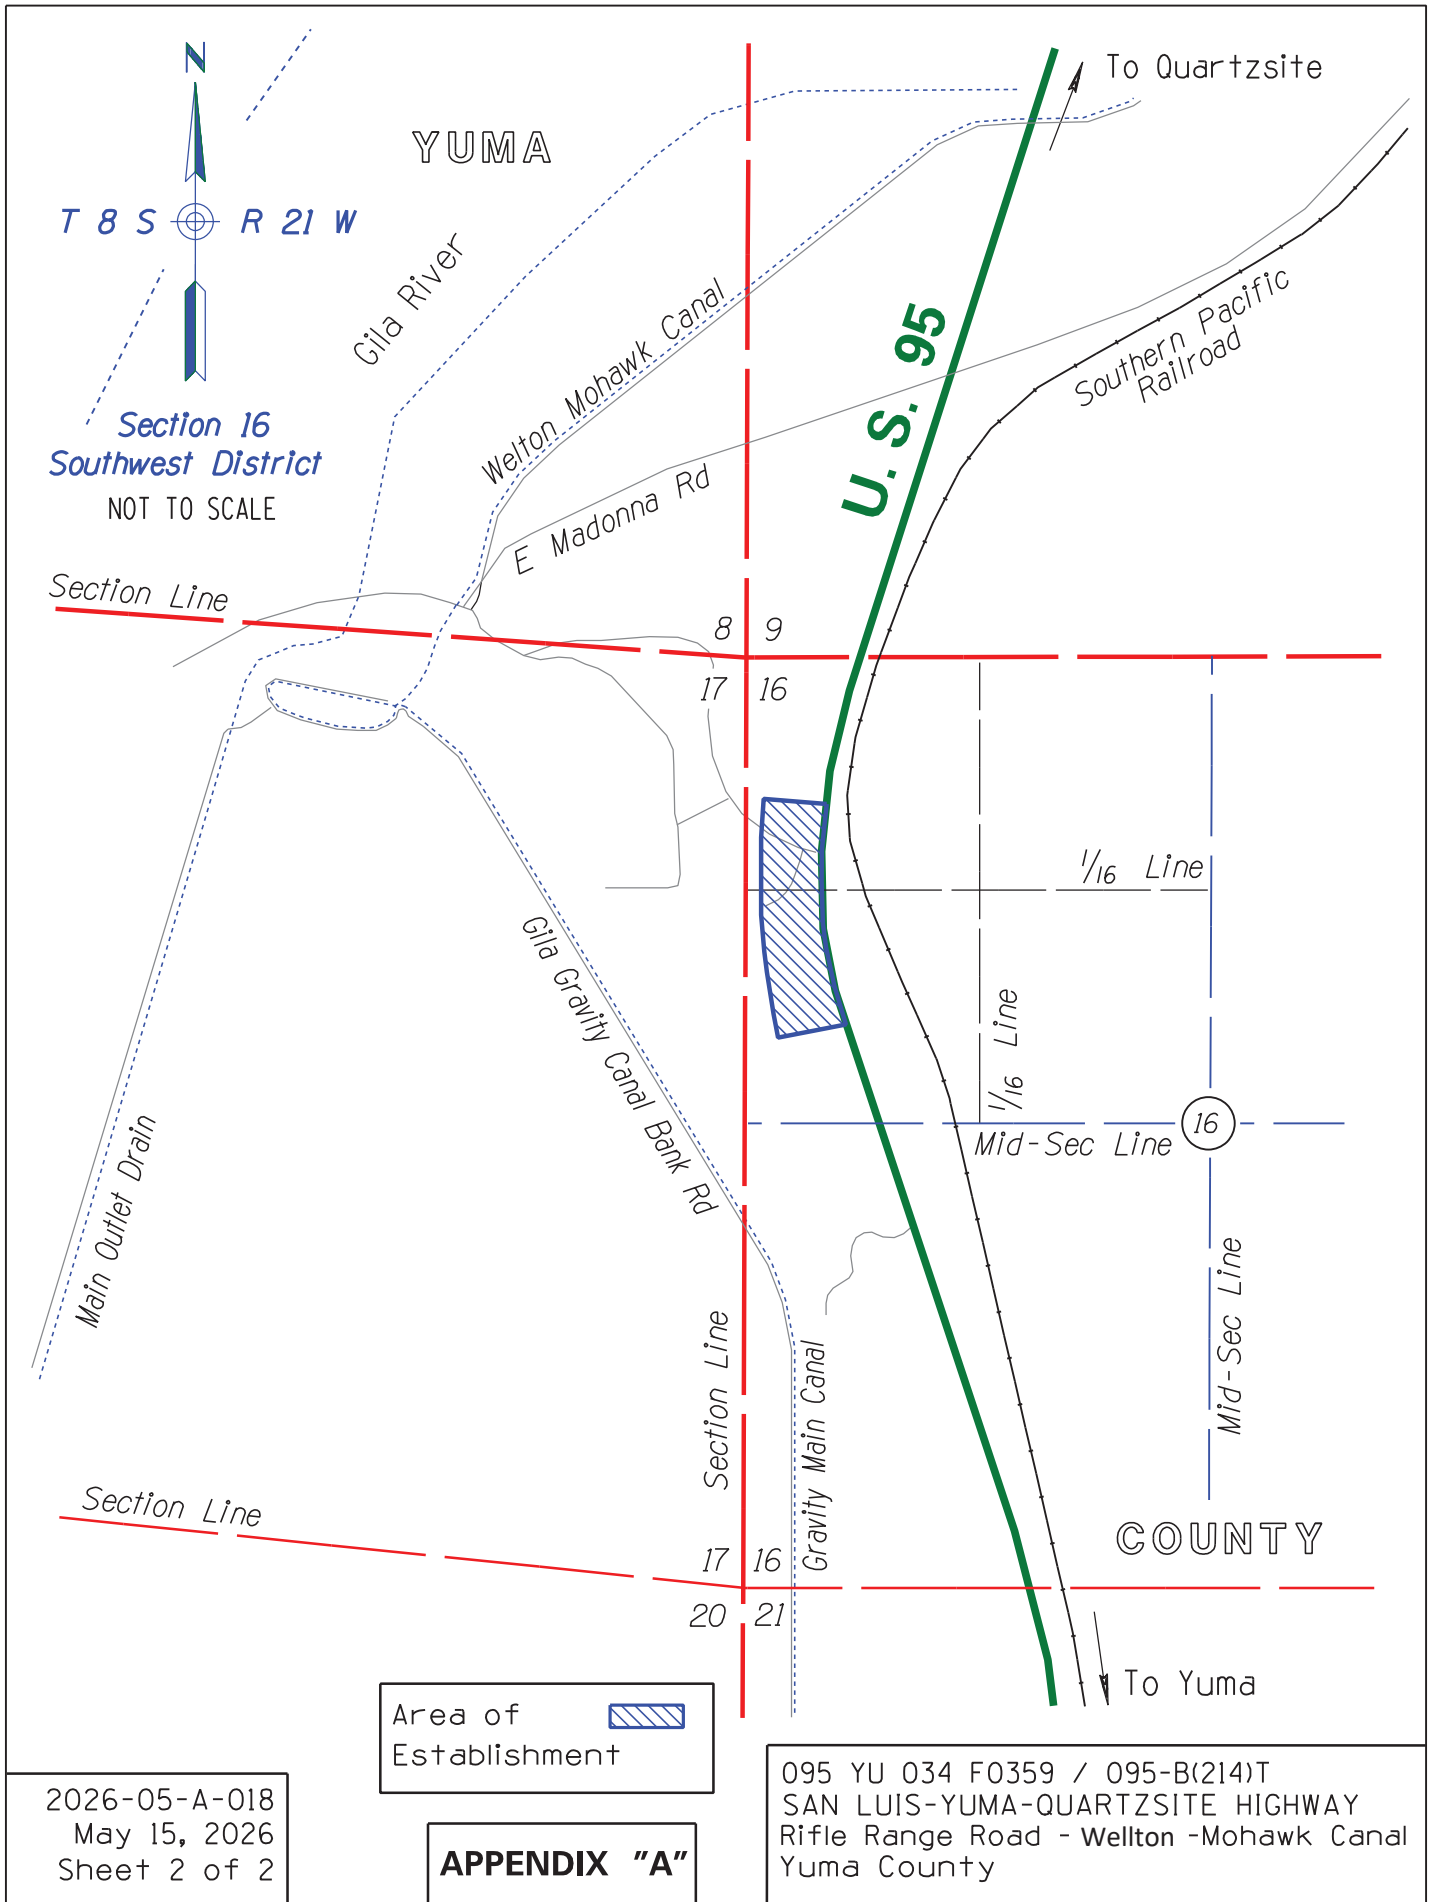 N
To Quartzsite
YUMA
T 8 S R 21 W
Gila River
Welton Mohawk Canal
U. S. 95
Southern Pacific
Railroad
Section 16
Southwest District
NOT TO SCALE
E Madonna Rd
Section Line
8 9
17 16
1/16 Line
Gila Gravity Canal Bank Rd
1/16 Line
16
Mid-Sec Line
Main Outlet Drain
Mid-Sec Line
Section Line
Gravity Main Canal
Section Line
COUNTY
17 16
20 21
To Yuma
Area of
Establishment
2026-05-A-018
May 15, 2026
Sheet 2 of 2
APPENDIX "A"
095 YU 034 F0359 / 095-B(214)T
SAN LUIS-YUMA-QUARTZSITE HIGHWAY
Rifle Range Road - Wellton -Mohawk Canal
Yuma County